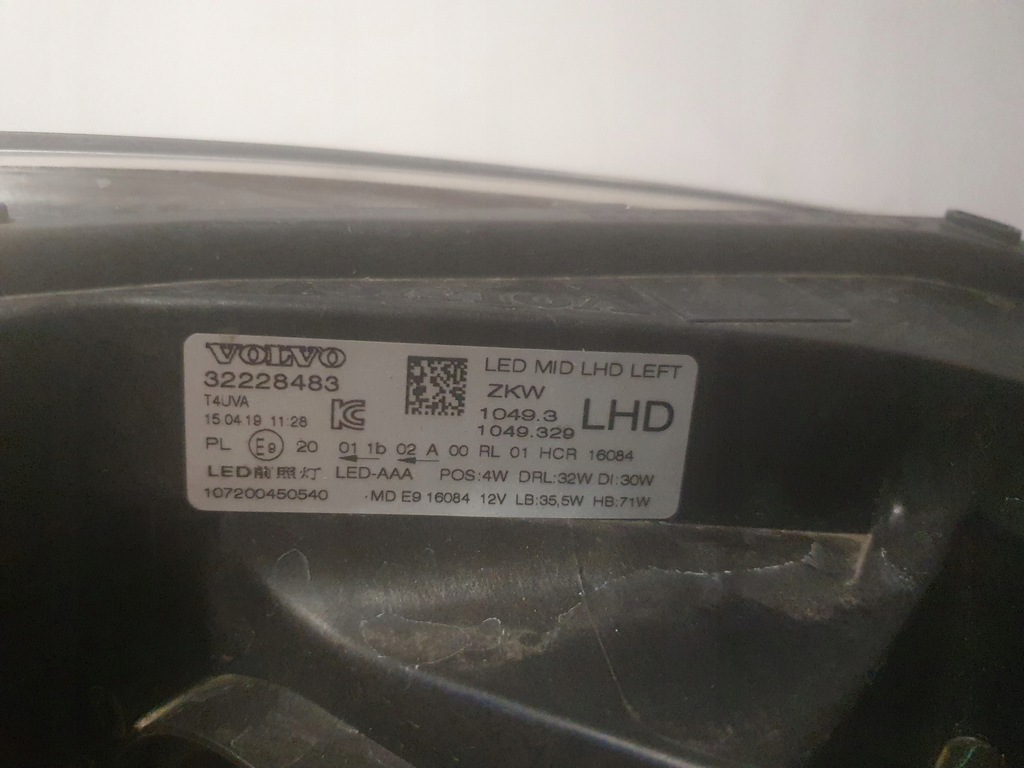 VOLVO
32228483
T4UVA
15.04.19 11:28
LED MID LHD LEFT
ZKW
1049.3
1049.329
LHD
PL E9 20 01 1b 02 A 00 RL 01 HCR 16084
LED前照灯 LED-AAA POS:4W DRL:32W DI:30W
107200450540 MD E9 16084 12V LB:35,5W HB:71W